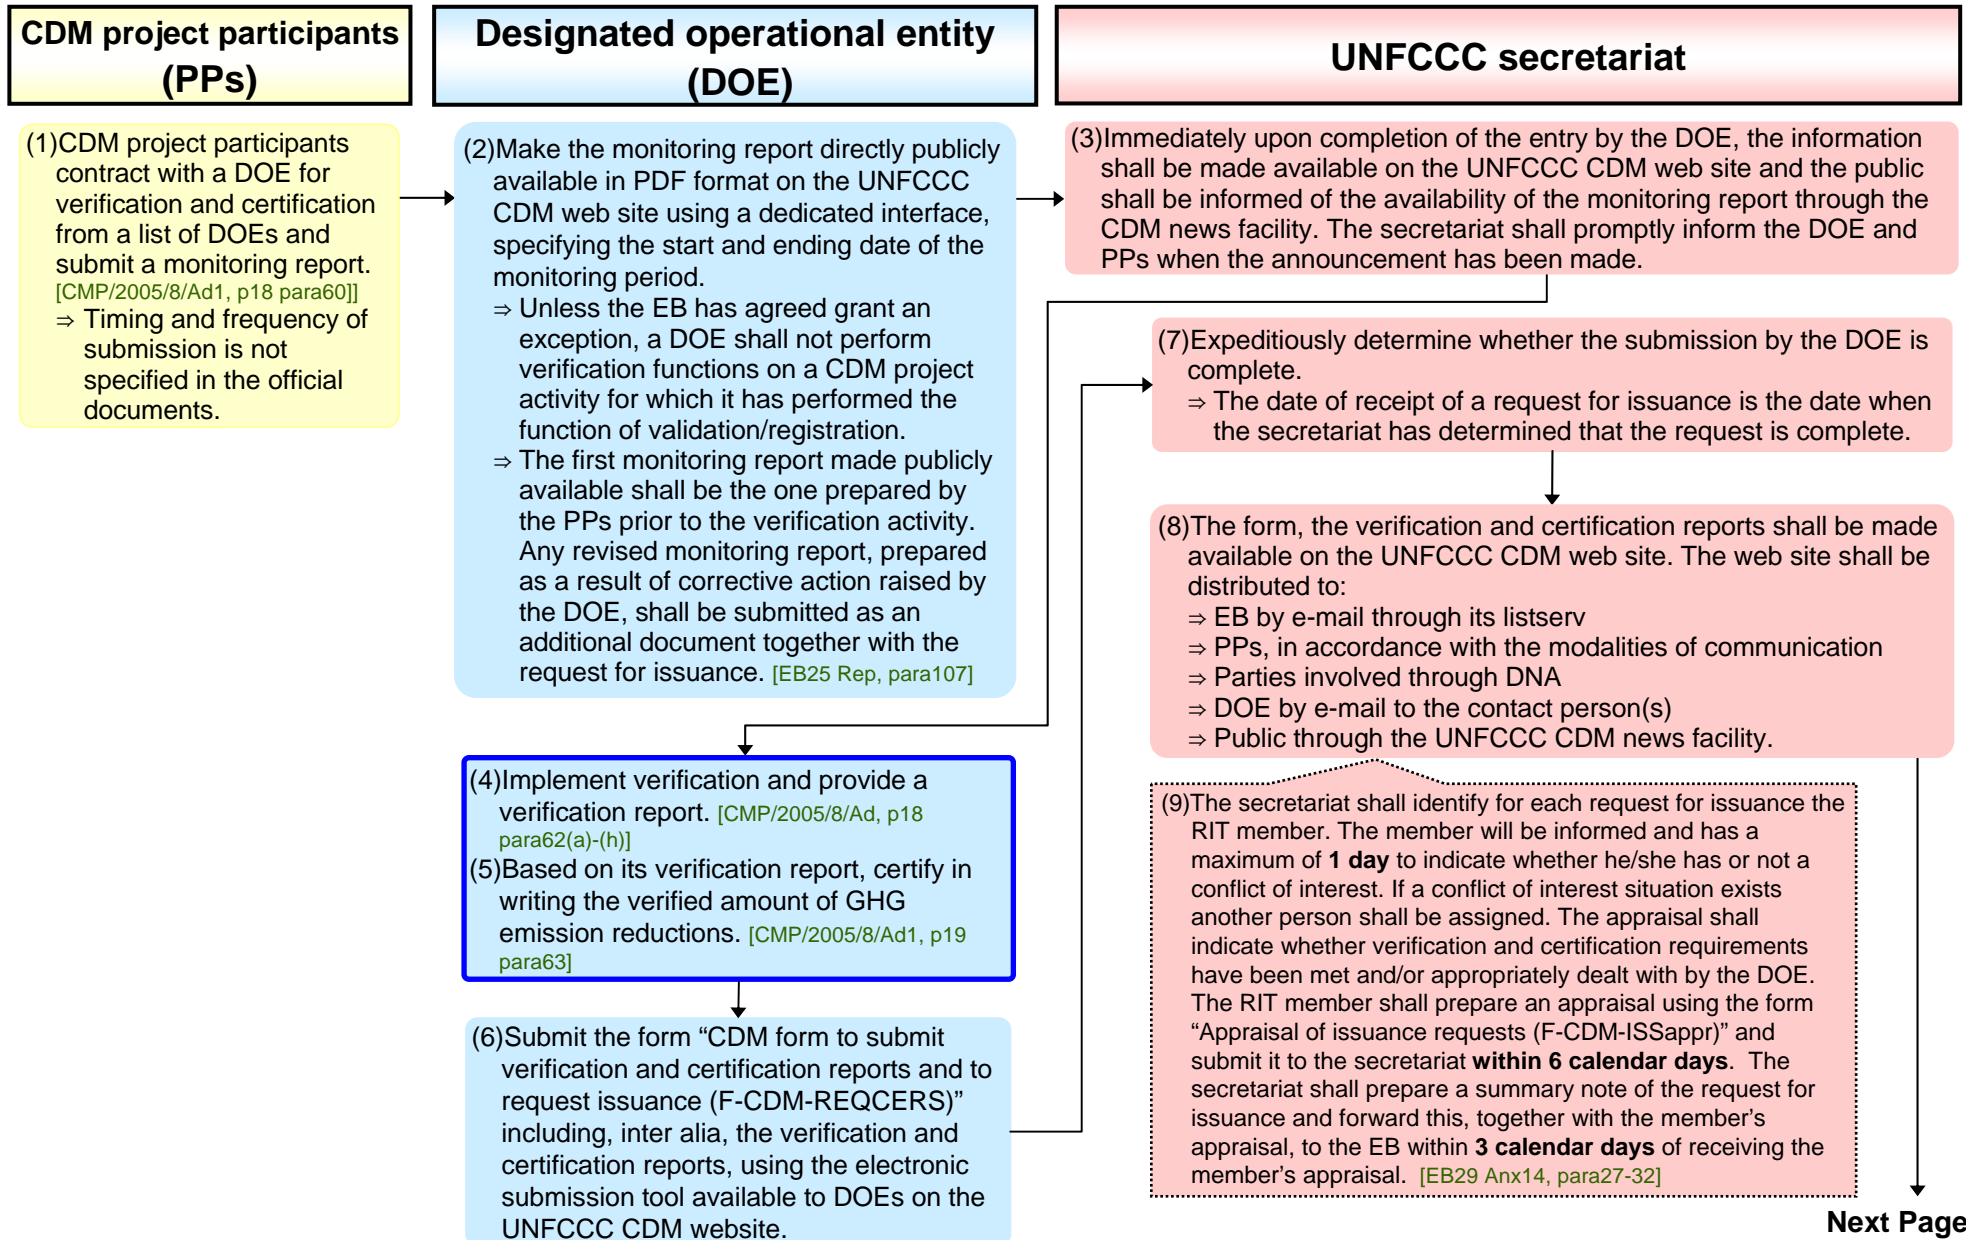 CDM project participants
(PPs)
Designated operational entity
(DOE)
UNFCCC secretariat
(1)CDM project participants
contract with a DOE for
verification and certification
from a list of DOEs and
submit a monitoring report.
[CMP/2005/8/Ad1, p18 para60]]
⇒ Timing and frequency of
submission is not
specified in the official
documents.
(2)Make the monitoring report directly publicly
available in PDF format on the UNFCCC
CDM web site using a dedicated interface,
specifying the start and ending date of the
monitoring period.
⇒ Unless the EB has agreed grant an
exception, a DOE shall not perform
verification functions on a CDM project
activity for which it has performed the
function of validation/registration.
⇒ The first monitoring report made publicly
available shall be the one prepared by
the PPs prior to the verification activity.
Any revised monitoring report, prepared
as a result of corrective action raised by
the DOE, shall be submitted as an
additional document together with the
request for issuance. [EB25 Rep, para107]
(3)Immediately upon completion of the entry by the DOE, the information
shall be made available on the UNFCCC CDM web site and the public
shall be informed of the availability of the monitoring report through the
CDM news facility. The secretariat shall promptly inform the DOE and
PPs when the announcement has been made.
(4)Implement verification and provide a
verification report. [CMP/2005/8/Ad, p18
para62(a)-(h)]
(5)Based on its verification report, certify in
writing the verified amount of GHG
emission reductions. [CMP/2005/8/Ad1, p19
para63]
(6)Submit the form “CDM form to submit
verification and certification reports and to
request issuance (F-CDM-REQCERS)”
including, inter alia, the verification and
certification reports, using the electronic
submission tool available to DOEs on the
UNFCCC CDM website.
(7)Expeditiously determine whether the submission by the DOE is
complete.
⇒ The date of receipt of a request for issuance is the date when
the secretariat has determined that the request is complete.
(8)The form, the verification and certification reports shall be made
available on the UNFCCC CDM web site. The web site shall be
distributed to:
⇒ EB by e-mail through its listserv
⇒ PPs, in accordance with the modalities of communication
⇒ Parties involved through DNA
⇒ DOE by e-mail to the contact person(s)
⇒ Public through the UNFCCC CDM news facility.
(9)The secretariat shall identify for each request for issuance the
RIT member. The member will be informed and has a
maximum of 1 day to indicate whether he/she has or not a
conflict of interest. If a conflict of interest situation exists
another person shall be assigned. The appraisal shall
indicate whether verification and certification requirements
have been met and/or appropriately dealt with by the DOE.
The RIT member shall prepare an appraisal using the form
“Appraisal of issuance requests (F-CDM-ISSappr)” and
submit it to the secretariat within 6 calendar days. The
secretariat shall prepare a summary note of the request for
issuance and forward this, together with the member’s
appraisal, to the EB within 3 calendar days of receiving the
member’s appraisal. [EB29 Anx14, para27-32]
Next Page